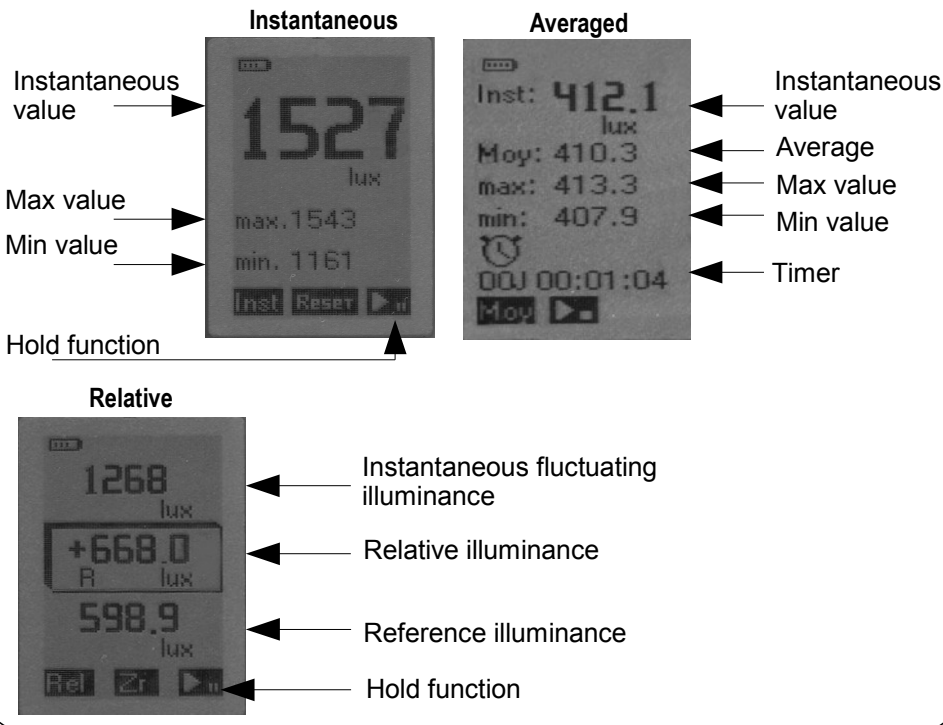 Instantaneous
Instantaneous
value
1527
lux
Max value
max.1543
Min value
min. 1161
Inst Reset
Hold function
Averaged
Inst: 412.1
lux
Instantaneous
value
Moy: 410.3
Average
max: 413.3
Max value
min: 407.9
Min value
00J 00:01:04
Timer
Moy
Relative
1268
lux
Instantaneous fluctuating
illuminance
+668.0
R lux
Relative illuminance
598.9
lux
Reference illuminance
Rel Zr
Hold function